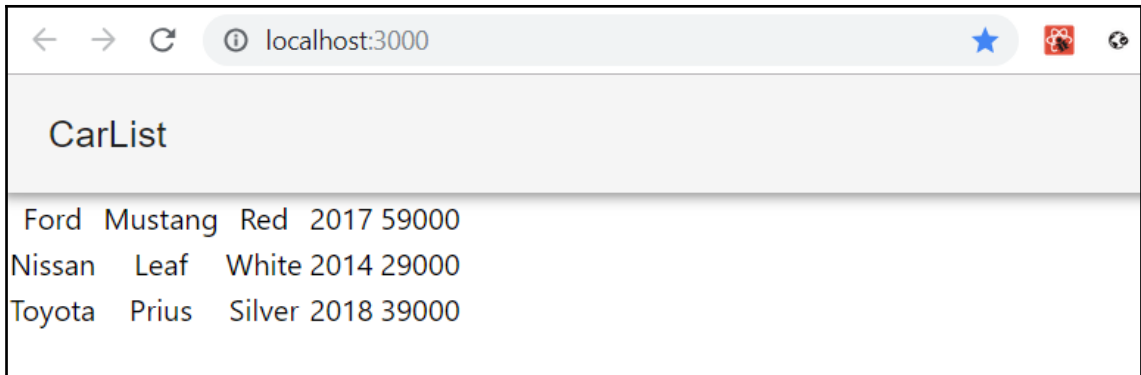 localhost:3000
CarList
Ford Mustang Red 2017 59000
Nissan Leaf White 2014 29000
Toyota Prius Silver 2018 39000